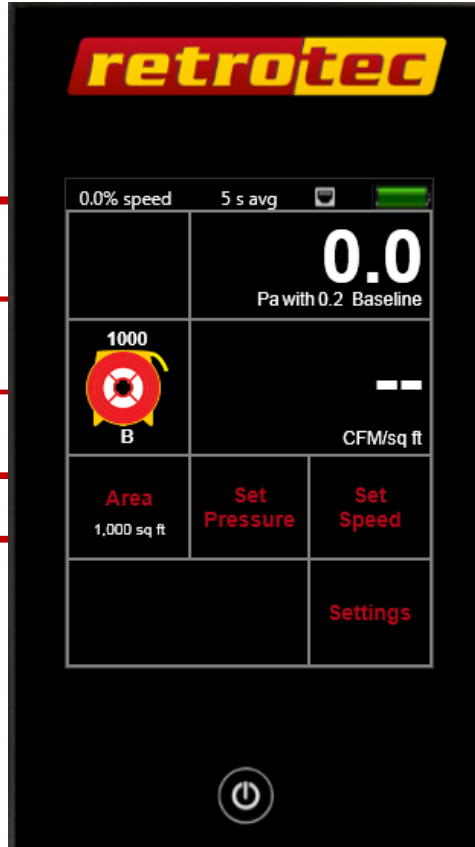 retrotec
0.0% speed 5 s avg
0.0
Pa with 0.2 Baseline
1000
B
--
CFM/sq ft
Area
1,000 sq ft
Set
Pressure
Set
Speed
Settings